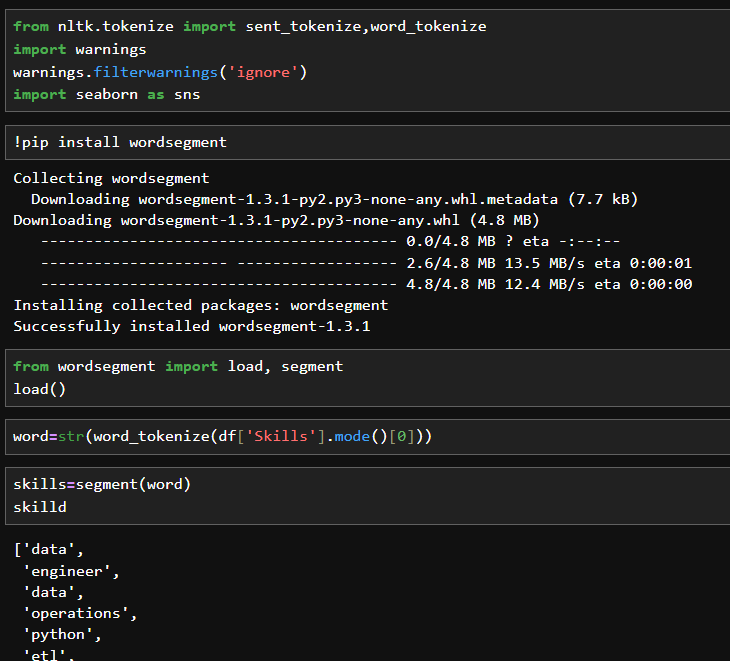 from nltk.tokenize import sent_tokenize,word_tokenize
import warnings
warnings.filterwarnings('ignore')
import seaborn as sns
!pip install wordsegment
Collecting wordsegment
  Downloading wordsegment-1.3.1-py2.py3-none-any.whl.metadata (7.7 kB)
Downloading wordsegment-1.3.1-py2.py3-none-any.whl (4.8 MB)
   ---------------------------------------- 0.0/4.8 MB ? eta -:--:--
   --------------------- ------------------ 2.6/4.8 MB 13.5 MB/s eta 0:00:01
   ---------------------------------------- 4.8/4.8 MB 12.4 MB/s eta 0:00:00
Installing collected packages: wordsegment
Successfully installed wordsegment-1.3.1
from wordsegment import load, segment
load()
word=str(word_tokenize(df['Skills'].mode()[0]))
skills=segment(word)
skilld
['data',
 'engineer',
 'data',
 'operations',
 'python',
 'etl',